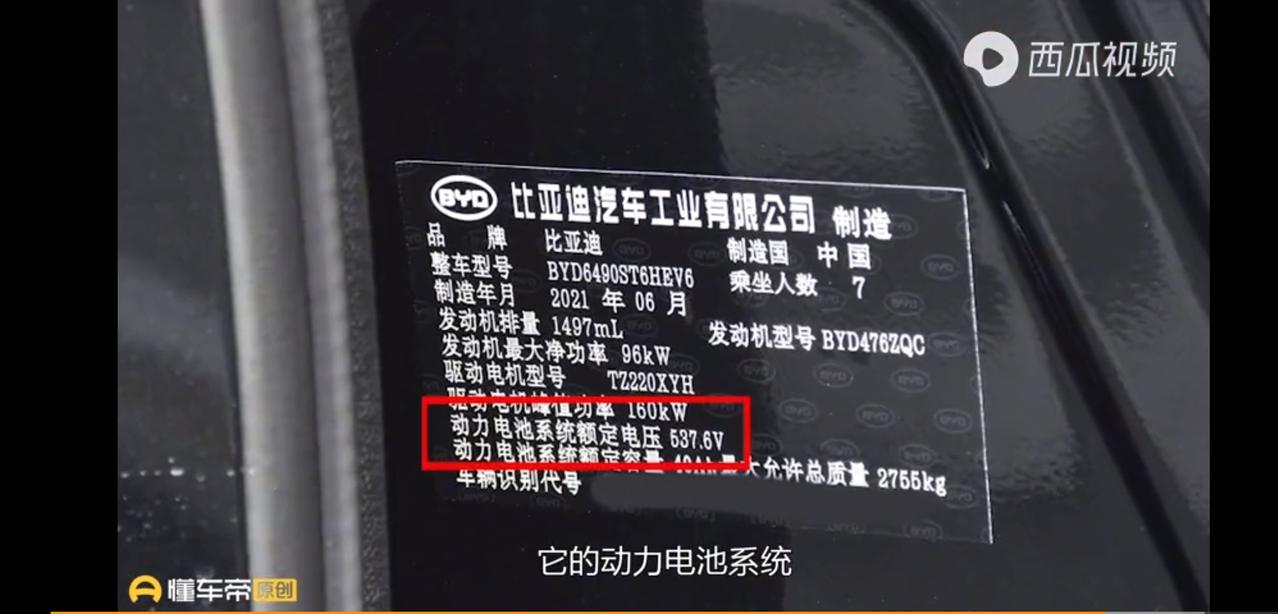 西瓜视频
BYD 比亚迪汽车工业有限公司 制造
品 牌 比亚迪 制造国 中国
整车型号 BYD6490ST6HEV6 乘坐人数 7
制造年月 2021 年 06 月
发动机排量 1497mL 发动机型号 BYD476ZQC
发动机最大净功率 96kW
驱动电机型号 TZ220XYH
驱动电机峰值功率 160kW
动力电池系统额定电压 537.6V
动力电池系统额定容量 40Ah 最大允许总质量 2755kg
车辆识别代号
它的动力电池系统
懂车帝 原创